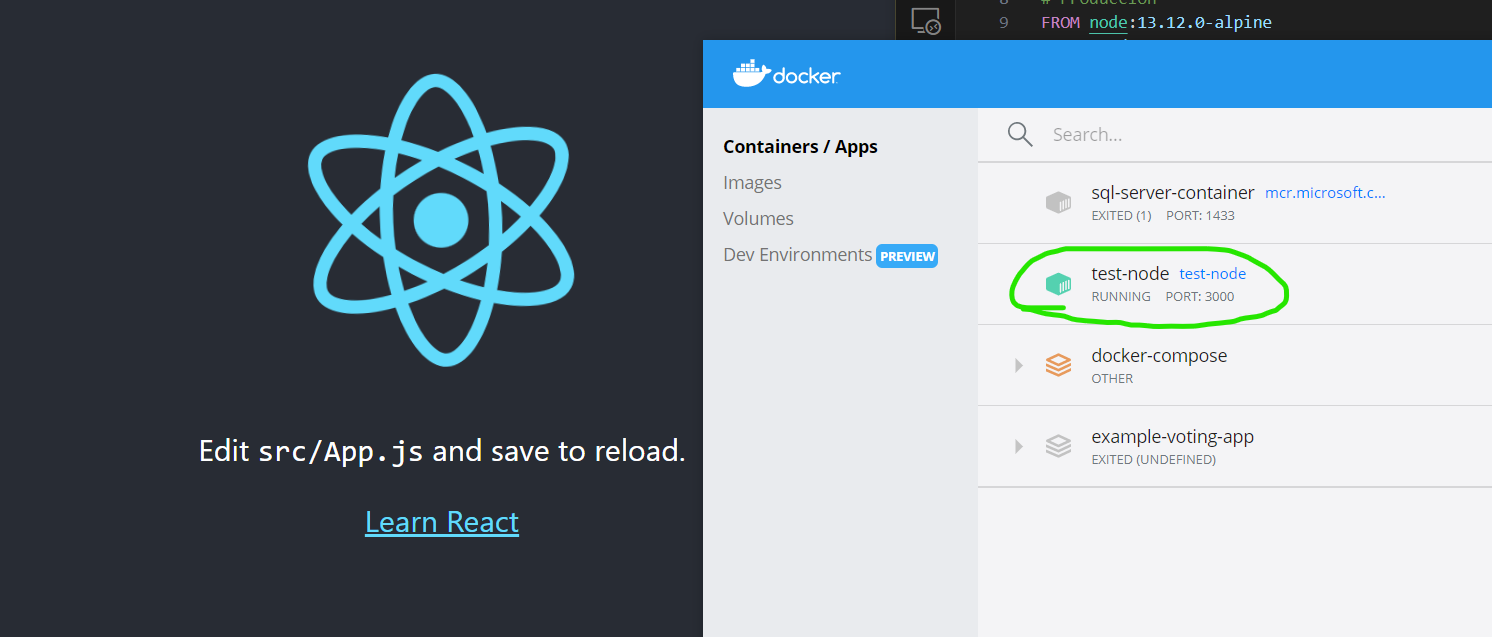 # Producción
9 FROM node:13.12.0-alpine
docker
Containers / Apps
Images
Volumes
Dev Environments PREVIEW
Search...
sql-server-container mcr.microsoft.c...
EXITED (1) PORT: 1433
test-node test-node
RUNNING PORT: 3000
docker-compose
OTHER
example-voting-app
EXITED (UNDEFINED)
Edit src/App.js and save to reload.
Learn React